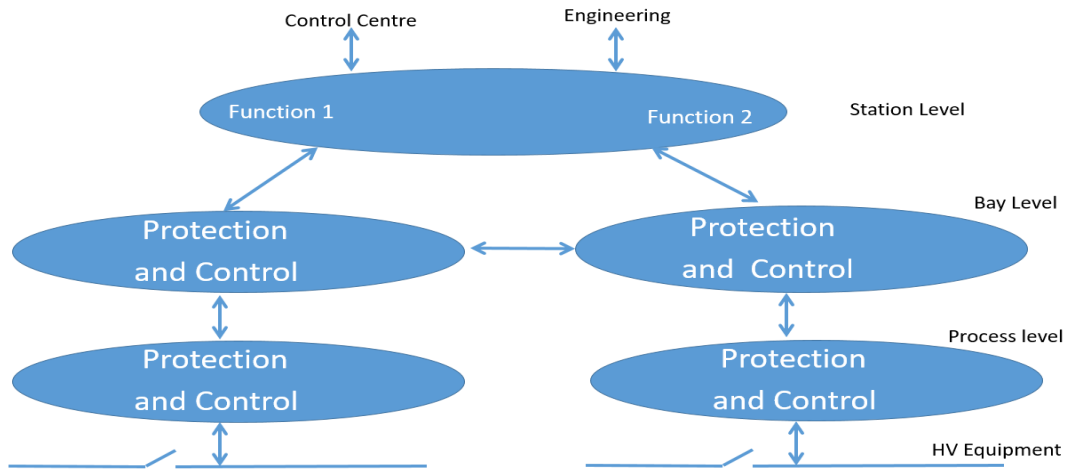 Control Centre
Engineering
Function 1
Function 2
Station Level
Bay Level
Protection
and Control
Protection
and Control
Process level
Protection
and Control
Protection
and Control
HV Equipment